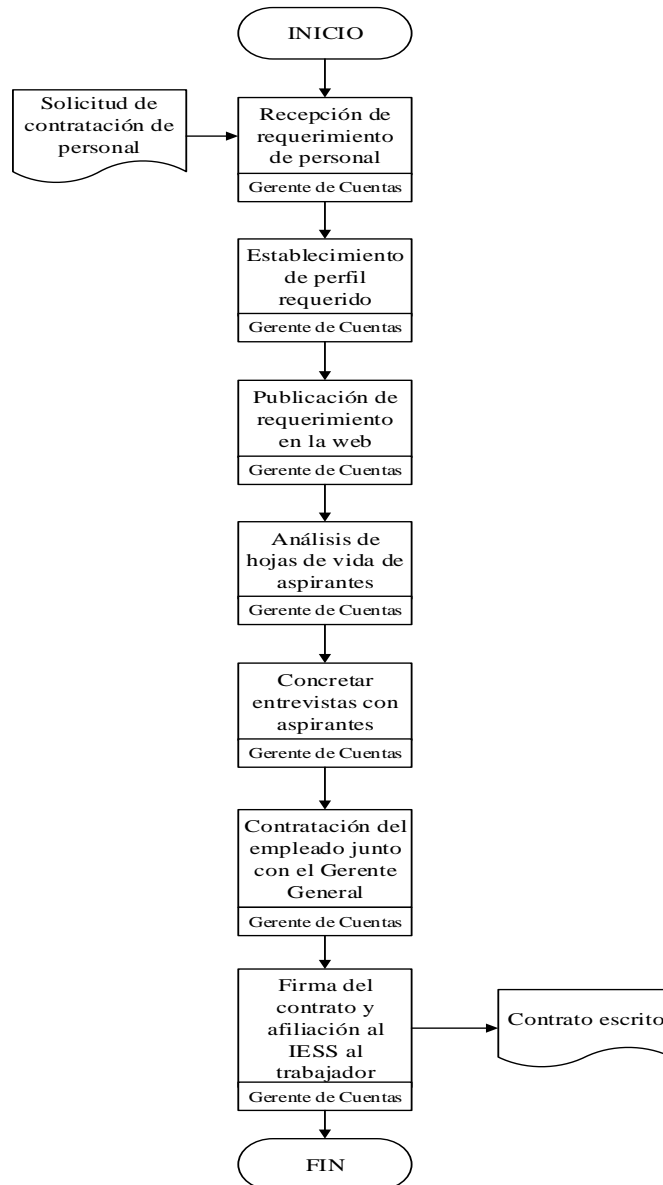 INICIO
Solicitud de
contratación de
personal
Recepción de
requerimiento
de personal
Gerente de Cuentas
Establecimiento
de perfil
requerido
Gerente de Cuentas
Publicación de
requerimiento
en la web
Gerente de Cuentas
Análisis de
hojas de vida de
aspirantes
Gerente de Cuentas
Concretar
entrevistas con
aspirantes
Gerente de Cuentas
Contratación del
empleado junto
con el Gerente
General
Gerente de Cuentas
Firma del
contrato y
afiliación al
IESS al
trabajador
Gerente de Cuentas
Contrato escrito
FIN